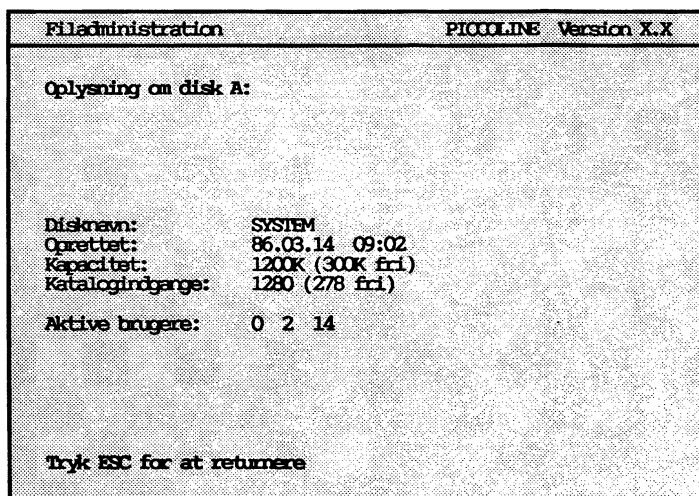 Filadministration PICCOLINE Version X.X
Oplysning om disk A:
Disknavn: SYSTEM
Oprettet: 86.03.14 09:02
Kapacitet: 1200K (300K fri)
Katalogindgange: 1280 (278 fri)
Aktive brugere: 0 2 14
Tryk ESC for at returnere